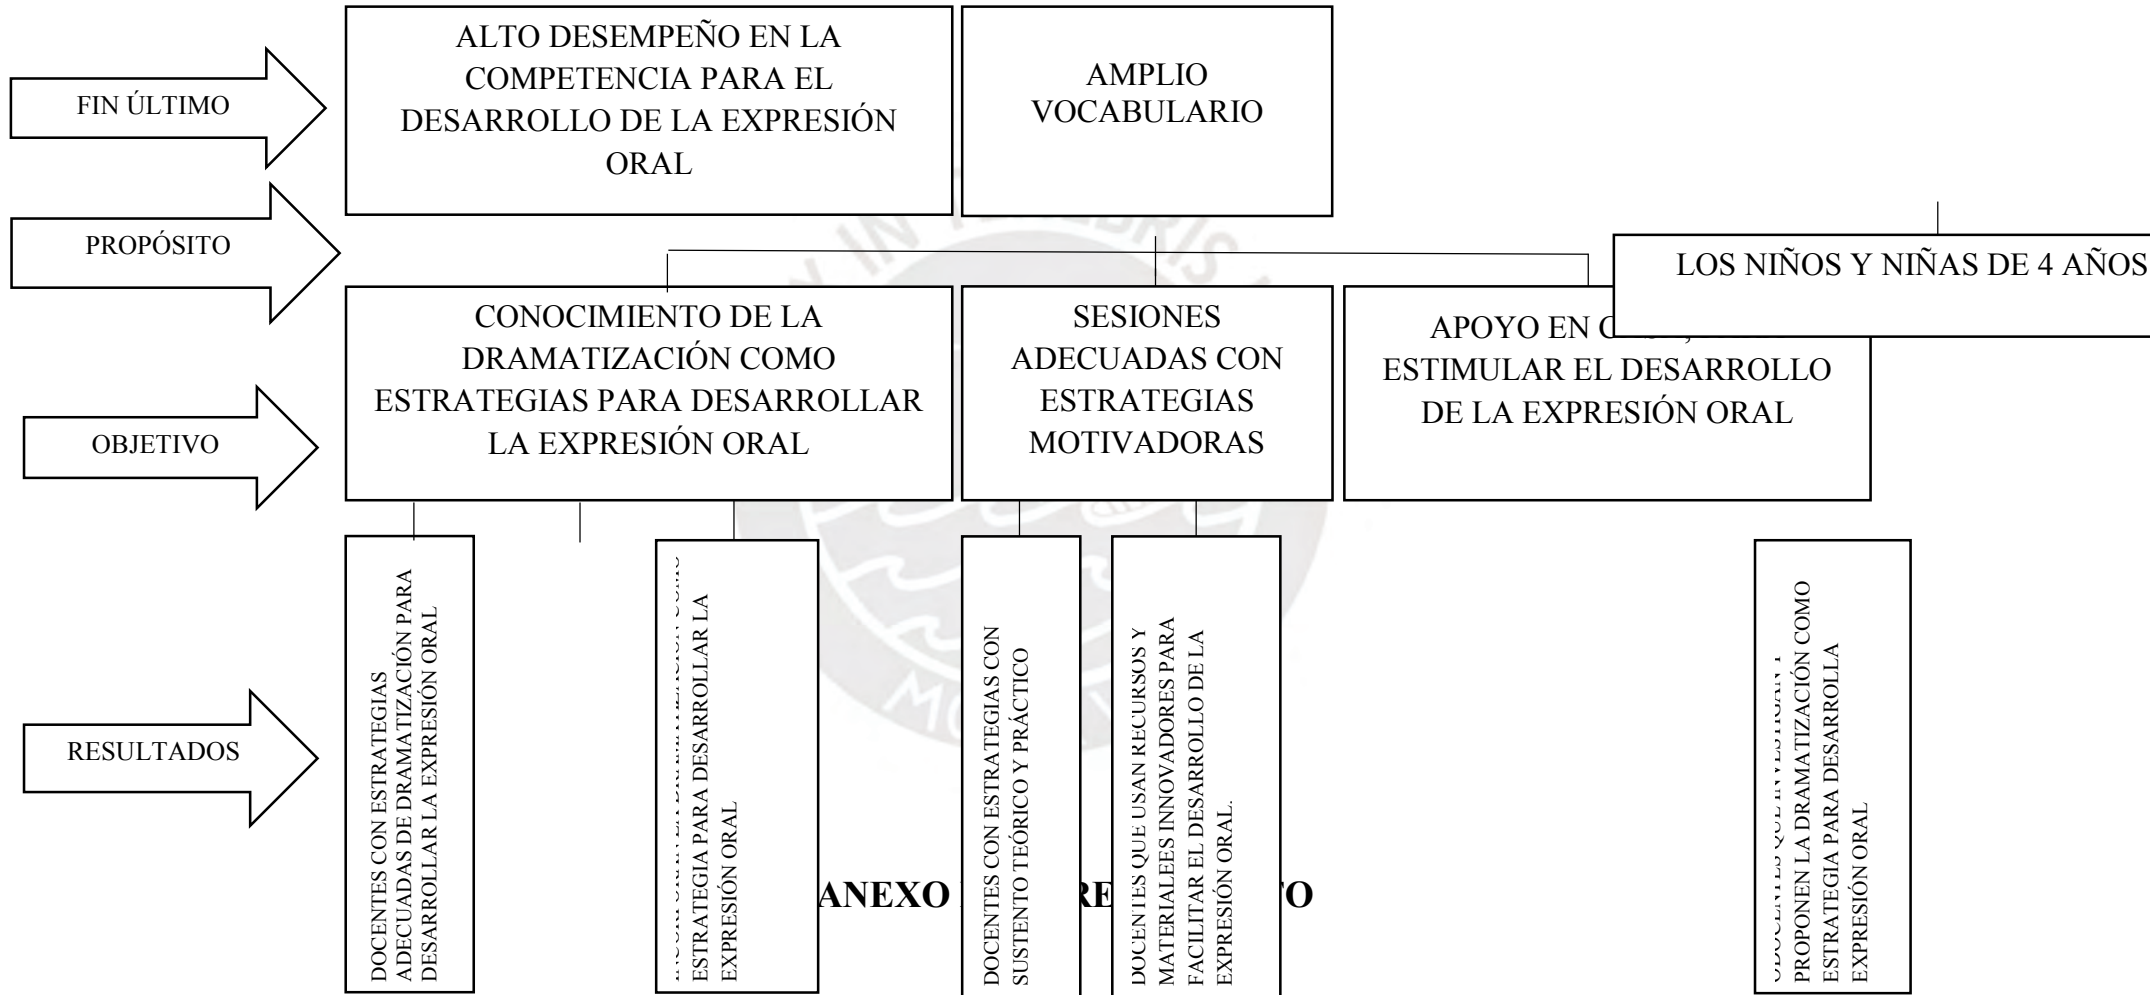 FIN ÚLTIMO
ALTO DESEMPEÑO EN LA
COMPETENCIA PARA EL
DESARROLLO DE LA EXPRESIÓN
ORAL
AMPLIO
VOCABULARIO
PROPÓSITO
LOS NIÑOS Y NIÑAS DE 4 AÑOS
OBJETIVO
CONOCIMIENTO DE LA
DRAMATIZACIÓN COMO
ESTRATEGIAS PARA DESARROLLAR
LA EXPRESIÓN ORAL
SESIONES
ADECUADAS CON
ESTRATEGIAS
MOTIVADORAS
APOYO EN
ESTIMULAR EL DESARROLLO
DE LA EXPRESIÓN ORAL
RESULTADOS
DOCENTES CON ESTRATEGIAS
ADECUADAS DE DRAMATIZACIÓN PARA
DESARROLLAR LA EXPRESIÓN ORAL
ESTRATEGIA PARA DESARROLLAR LA
EXPRESIÓN ORAL
DOCENTES CON ESTRATEGIAS CON
SUSTENTO TEÓRICO Y PRÁCTICO
DOCENTES QUE USAN RECURSOS Y
MATERIALEES INNOVADORES PARA
FACILITAR EL DESARROLLO DE LA
EXPRESIÓN ORAL.
PROPONEN LA DRAMATIZACIÓN COMO
ESTRATEGIA PARA DESARROLLA
EXPRESIÓN ORAL
ANEXO